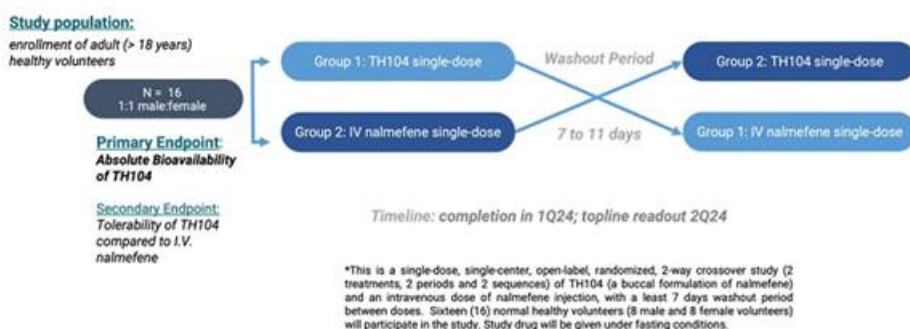 Study population:
enrollment of adult (> 18 years)
healthy volunteers
N = 16
1:1 male:female
Primary Endpoint:
Absolute Bioavailability
of TH104
Secondary Endpoint:
Tolerability of TH104
compared to I.V.
nalmefene
Group 1: TH104 single-dose
Group 2: IV nalmefene single-dose
Washout Period
7 to 11 days
Group 2: TH104 single-dose
Group 1: IV nalmefene single-dose
Timeline: completion in 1Q24; topline readout 2Q24
*This is a single-dose, single-center, open-label, randomized, 2-way crossover study (2
treatments, 2 periods and 2 sequences) of TH104 (a buccal formulation of nalmefene)
and an intravenous dose of nalmefene injection, with a least 7 days washout period
between doses. Sixteen (16) normal healthy volunteers (8 male and 8 female volunteers)
will participate in the study. Study drug will be given under fasting conditions.